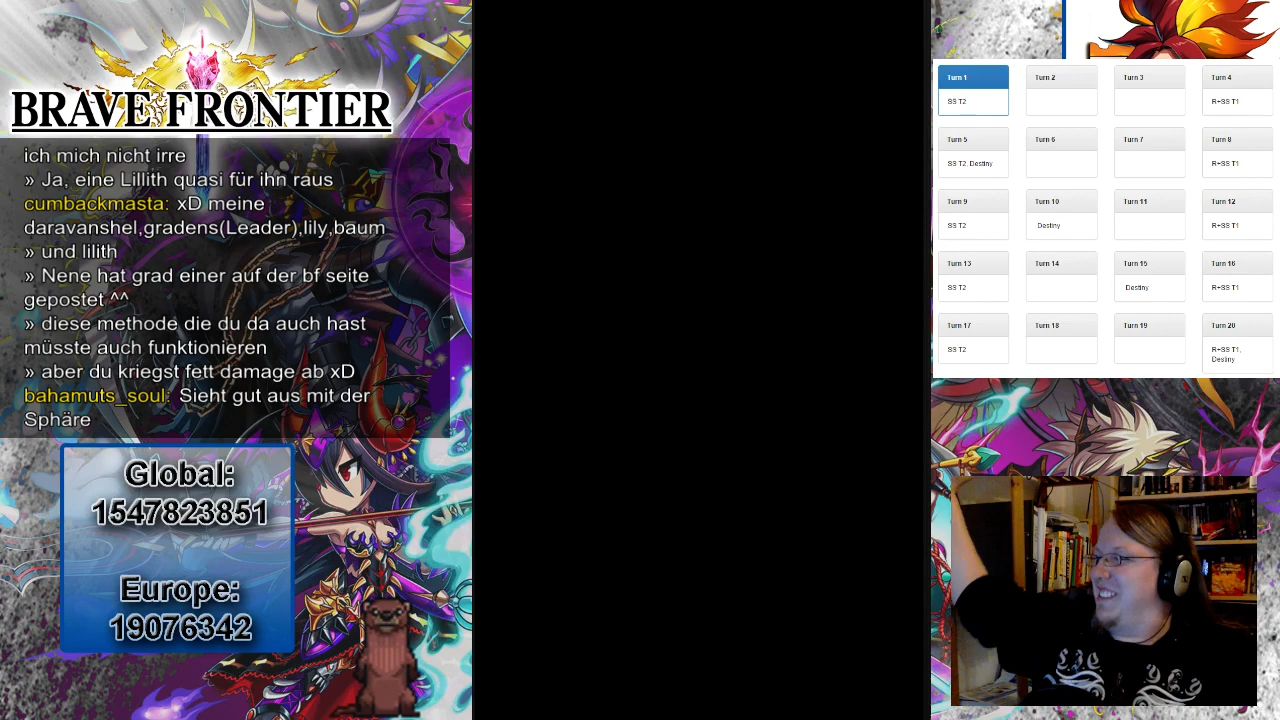 BRAVE FRONTIER
ich mich nicht irre
» Ja, eine Lillith quasi für ihn raus
cumbackmasta: xD meine
daravanshel,gradens(Leader),lily,baum
» und lilith
» Nene hat grad einer auf der bf seite
gepostet ^^
» diese methode die du da auch hast
müsste auch funktionieren
» aber du kriegst fett damage ab xD
bahamuts_soul: Sieht gut aus mit der
Sphäre
Global:
1547823851
Europe:
19076342
Turn 1
SS T2
Turn 2
Turn 3
Turn 4
R+SS T1
Turn 5
SS T2, Destiny
Turn 6
Turn 7
Turn 8
R+SS T1
Turn 9
SS T2
Turn 10
Destiny
Turn 11
Turn 12
R+SS T1
Turn 13
SS T2
Turn 14
Turn 15
Destiny
Turn 16
R+SS T1
Turn 17
SS T2
Turn 18
Turn 19
Turn 20
R+SS T1,
Destiny